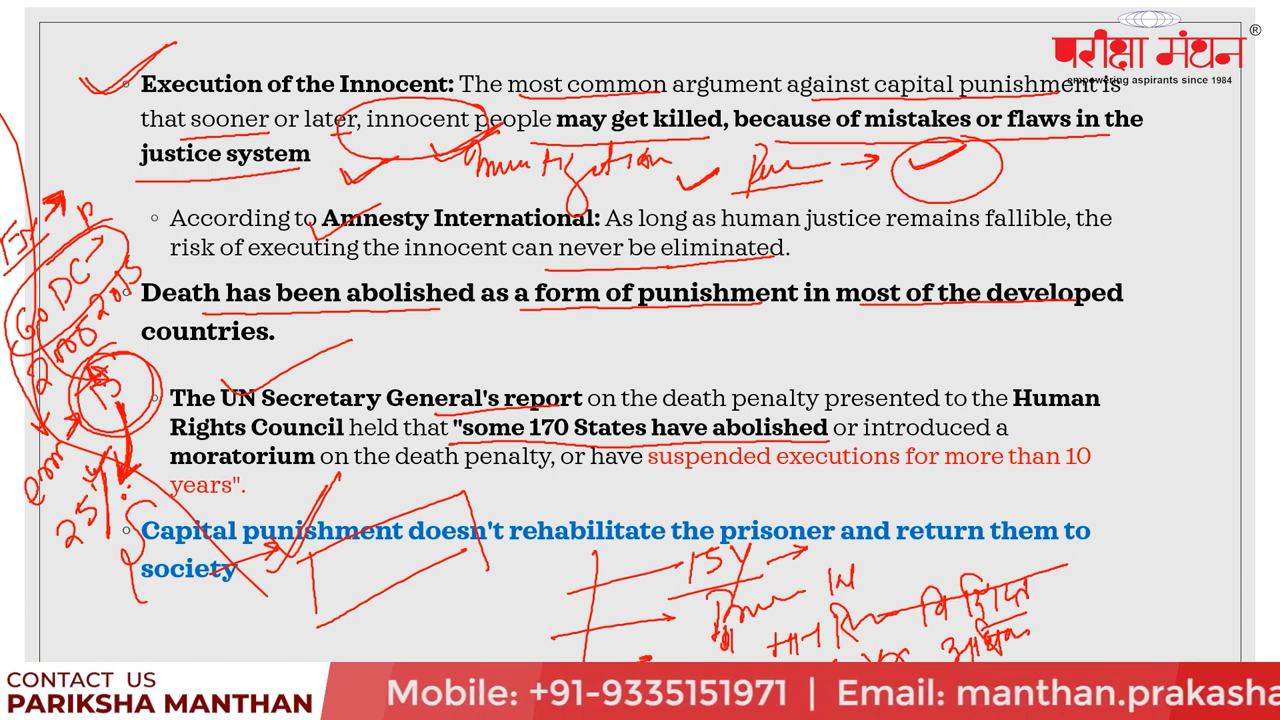 परीक्षा मंथन ®
empowering aspirants since 1984
Execution of the Innocent: The most common argument against capital punishment is
that sooner or later, innocent people may get killed, because of mistakes or flaws in the
justice system
According to Amnesty International: As long as human justice remains fallible, the
risk of executing the innocent can never be eliminated.
Death has been abolished as a form of punishment in most of the developed
countries.
The UN Secretary General's report on the death penalty presented to the Human
Rights Council held that "some 170 States have abolished or introduced a
moratorium on the death penalty, or have suspended executions for more than 10
years".
Capital punishment doesn't rehabilitate the prisoner and return them to
society
60 DC
2015
error
25%
15Y
CONTACT US
PARIKSHA MANTHAN
Mobile: +91-9335151971 | Email: manthan.prakasha